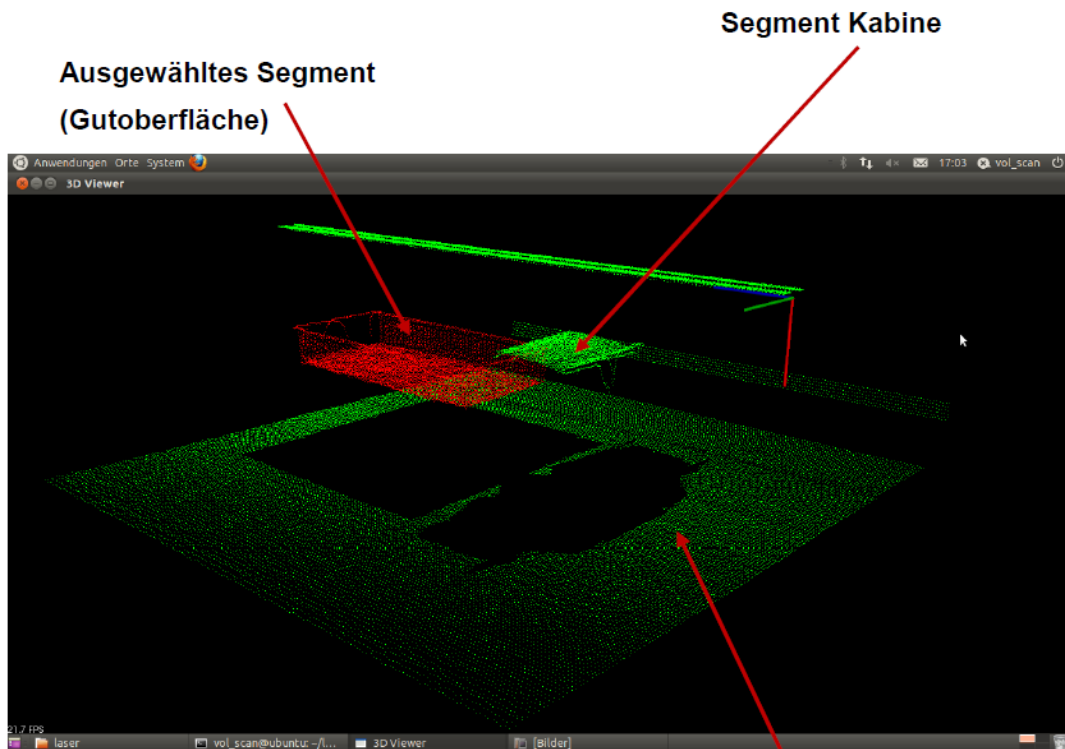 Segment Kabine
Ausgewähltes Segment
(Gutoberfläche)
Anwendungen Orte System 17:03 vol_scan
3D Viewer
21.7 FPS
laser vol_scan@ubuntu: ~/l... 3D Viewer [Bilder]